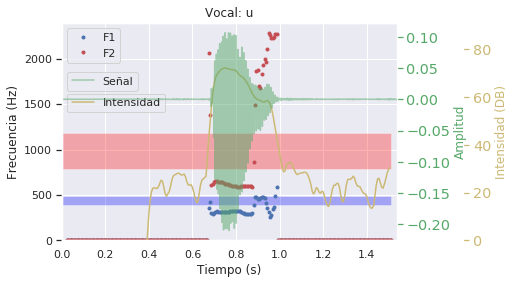 Vocal: u
F1
F2
Señal
Intensidad
Frecuencia (Hz)
2000
1500
1000
500
0
0.0 0.2 0.4 0.6 0.8 1.0 1.2 1.4
Tiempo (s)
0.10
0.05
0.00
−0.05
−0.10
−0.15
−0.20
Amplitud
80
60
40
20
0
Intensidad (DB)